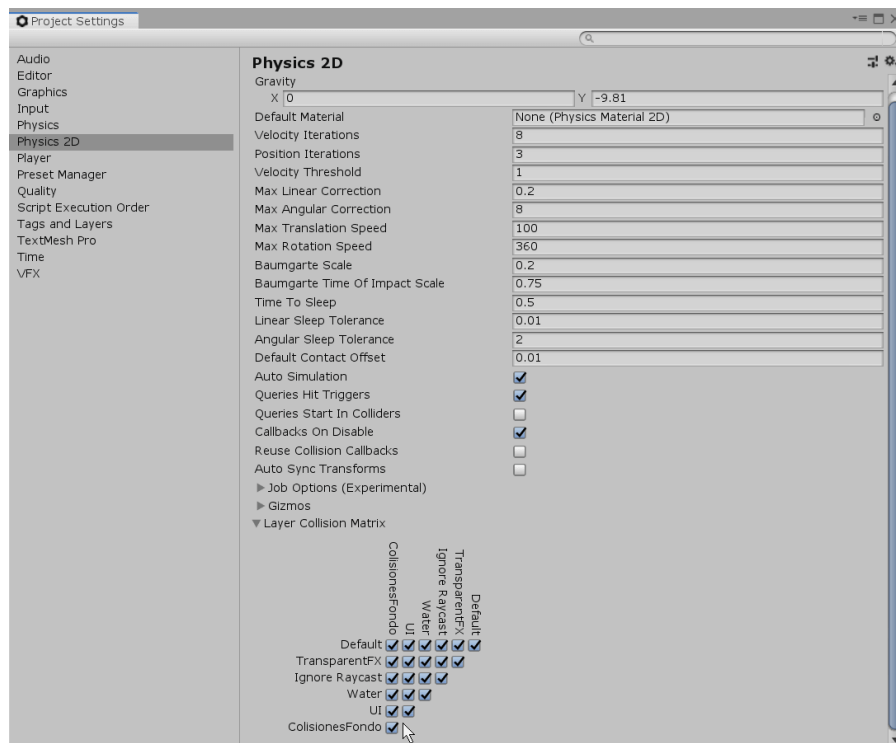 Project Settings
Audio
Editor
Graphics
Input
Physics
Physics 2D
Player
Preset Manager
Quality
Script Execution Order
Tags and Layers
TextMesh Pro
Time
VFX
Physics 2D
Gravity
X 0 Y -9.81
Default Material None (Physics Material 2D)
Velocity Iterations 8
Position Iterations 3
Velocity Threshold 1
Max Linear Correction 0.2
Max Angular Correction 8
Max Translation Speed 100
Max Rotation Speed 360
Baumgarte Scale 0.2
Baumgarte Time Of Impact Scale 0.75
Time To Sleep 0.5
Linear Sleep Tolerance 0.01
Angular Sleep Tolerance 2
Default Contact Offset 0.01
Auto Simulation
Queries Hit Triggers
Queries Start In Colliders
Callbacks On Disable
Reuse Collision Callbacks
Auto Sync Transforms
Job Options (Experimental)
Gizmos
Layer Collision Matrix
ColisionesFondo
UI
Water
Ignore Raycast
TransparentFX
Default
Default
TransparentFX
Ignore Raycast
Water
UI
ColisionesFondo